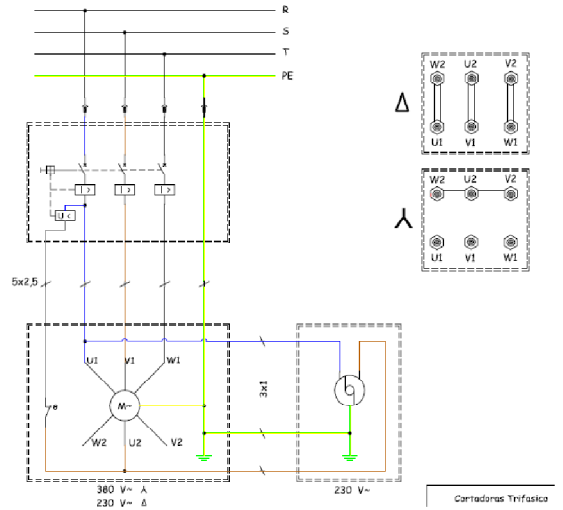 R
S
T
PE
W2 U2 V2
Δ
U1 V1 W1
W2 U2 V2
U1 V1 W1
I> I> I>
U<
5x2,5
U1 V1 W1
M~
W2 U2 V2
3x1
380 V~ ⅄
230 V~ Δ
230 V~
Cortadoras Trifasico